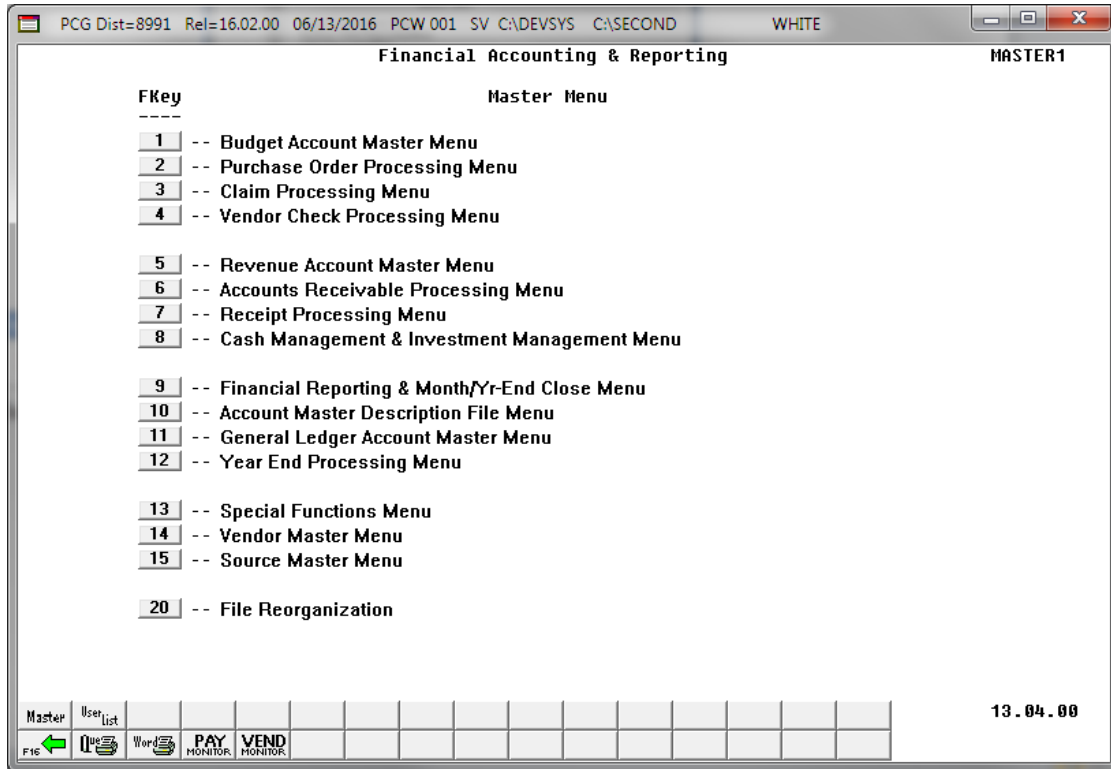 PCG Dist=8991 Rel=16.02.00 06/13/2016 PCW 001 SV C:\DEVSYS C:\SECOND WHITE
Financial Accounting & Reporting MASTER1
FKey Master Menu
----
1 -- Budget Account Master Menu
2 -- Purchase Order Processing Menu
3 -- Claim Processing Menu
4 -- Vendor Check Processing Menu
5 -- Revenue Account Master Menu
6 -- Accounts Receivable Processing Menu
7 -- Receipt Processing Menu
8 -- Cash Management & Investment Management Menu
9 -- Financial Reporting & Month/Yr-End Close Menu
10 -- Account Master Description File Menu
11 -- General Ledger Account Master Menu
12 -- Year End Processing Menu
13 -- Special Functions Menu
14 -- Vendor Master Menu
15 -- Source Master Menu
20 -- File Reorganization
Master User List 13.04.00
F16 Que Word PAY MONITOR VEND MONITOR